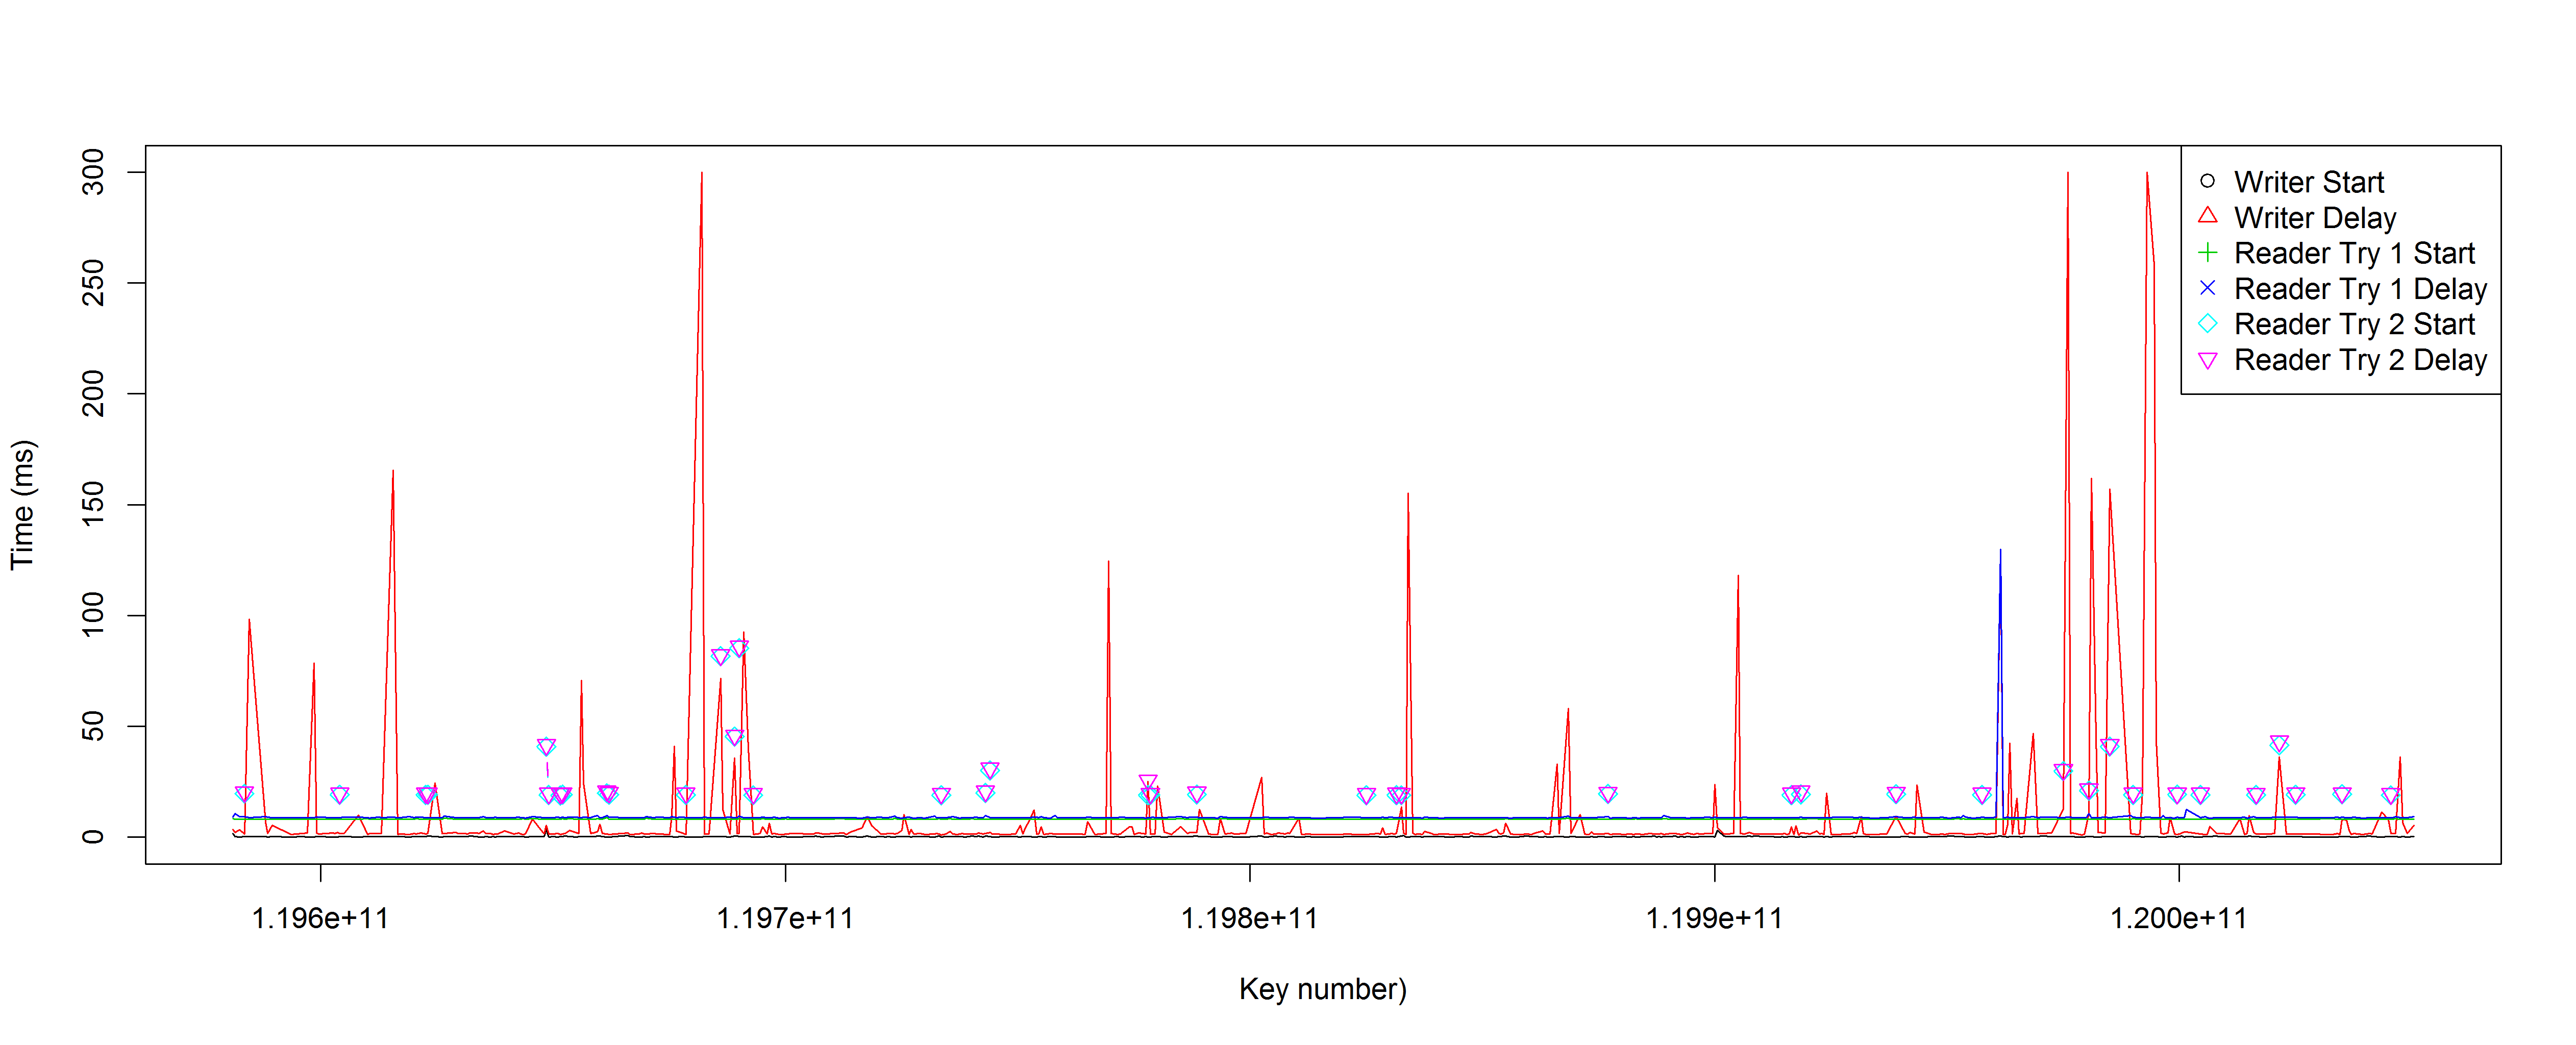 300
250
200
150
100
50
0
Time (ms)
Writer Start
Writer Delay
Reader Try 1 Start
Reader Try 1 Delay
Reader Try 2 Start
Reader Try 2 Delay
1.196e+11 1.197e+11 1.198e+11 1.199e+11 1.200e+11
Key number)